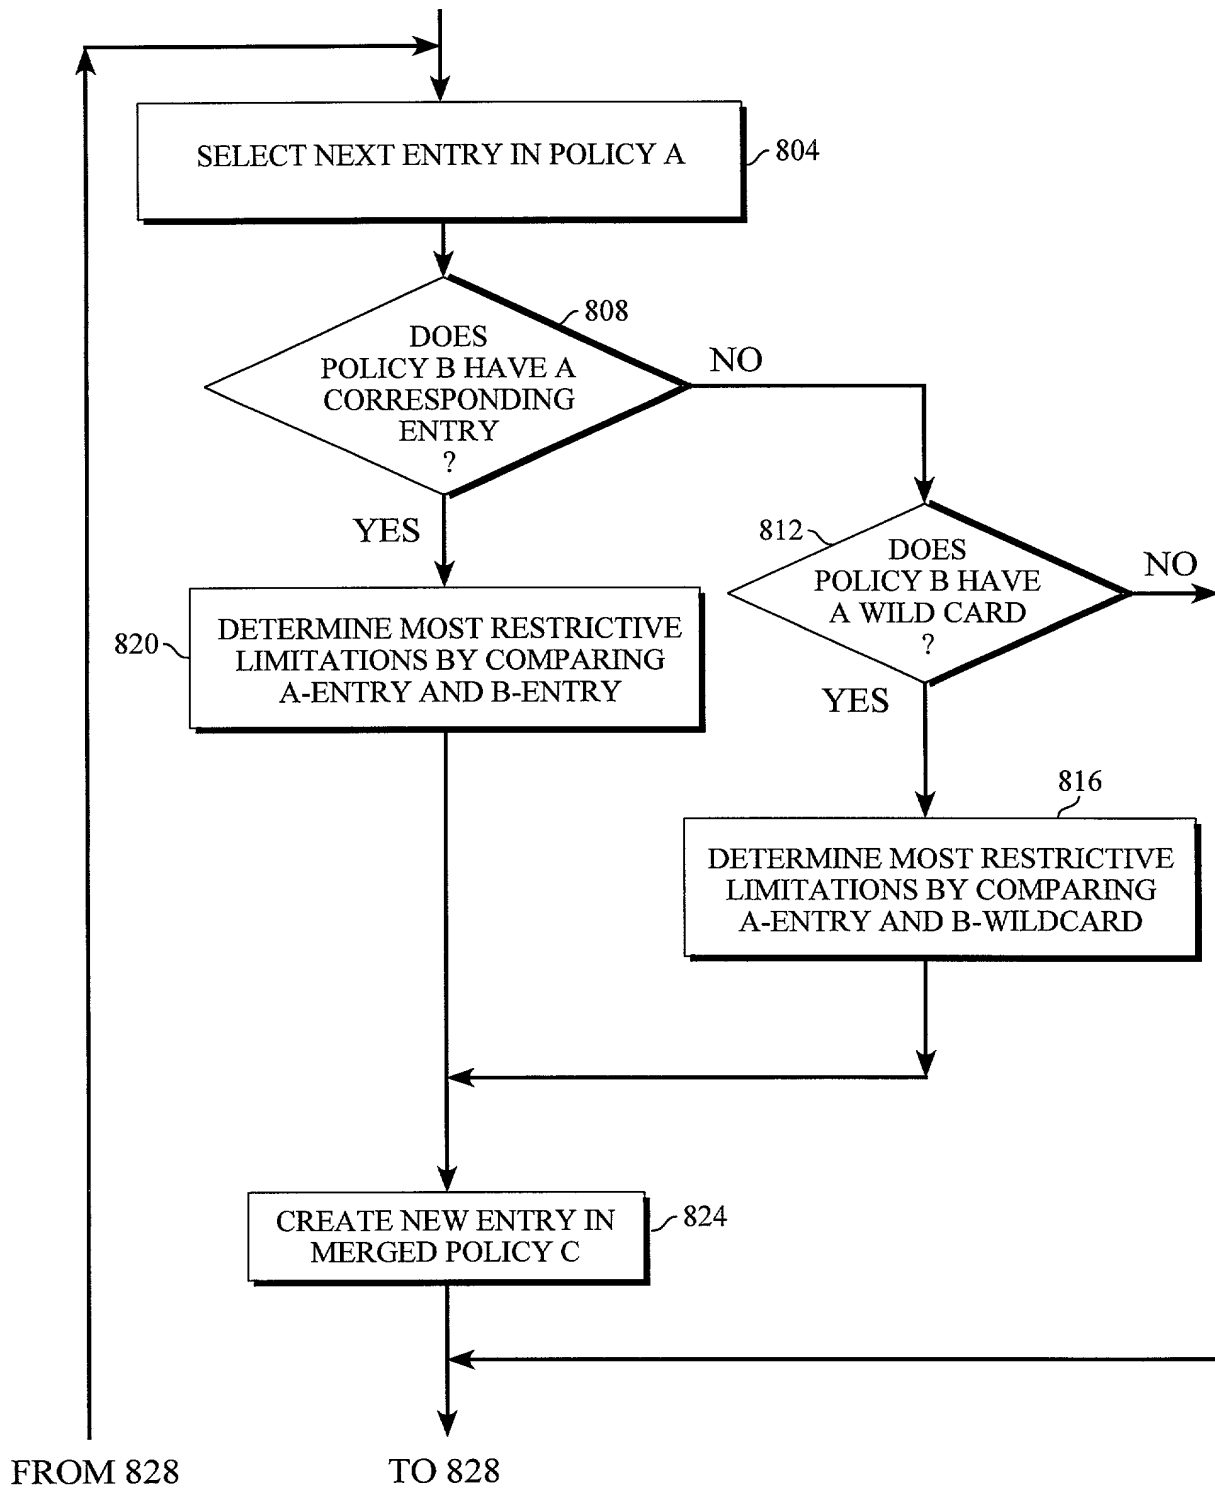 SELECT NEXT ENTRY IN POLICY A
804
808
DOES
POLICY B HAVE A
CORRESPONDING
ENTRY
?
NO
YES
812
DOES
POLICY B HAVE
A WILD CARD
?
NO
YES
820
DETERMINE MOST RESTRICTIVE
LIMITATIONS BY COMPARING
A-ENTRY AND B-ENTRY
816
DETERMINE MOST RESTRICTIVE
LIMITATIONS BY COMPARING
A-ENTRY AND B-WILDCARD
CREATE NEW ENTRY IN
MERGED POLICY C
824
FROM 828
TO 828